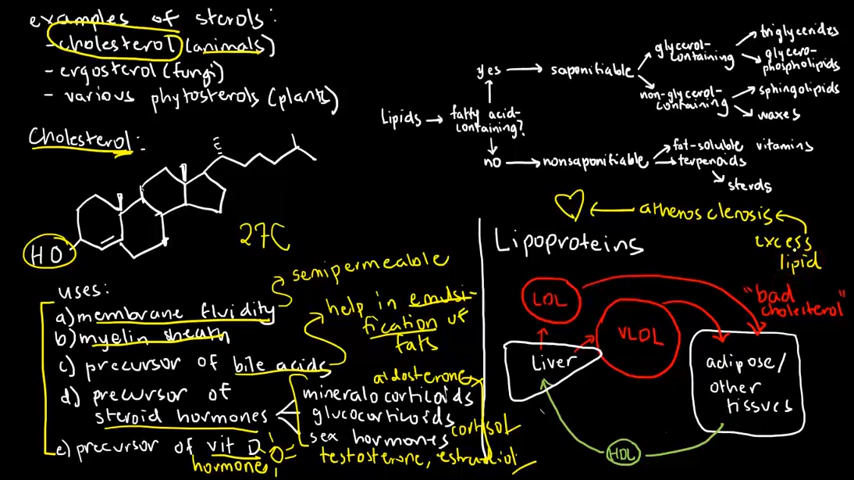 examples of sterols:
- cholesterol (animals)
- ergosterol (fungi)
- various phytosterols (plants)
Cholesterol:
HO
27C
uses:
a) membrane fluidity
semipermeable
b) myelin sheath
c) precursor of bile acids
help in emulsi-
fication of
fats
d) precursor of
steroid hormones
aldosterone
mineralocorticoids
glucocorticoids
cortisol
sex hormones
testosterone, estradiol
e) precursor of vit D
hormone
Lipids
fatty acid-
containing?
yes
saponifiable
glycerol-
containing
triglycerides
glycero-
phospholipids
non-glycerol-
containing
sphingolipids
waxes
no
nonsaponifiable
fat-soluble vitamins
terpenoids
sterols
atherosclerosis
excess
lipid
Lipoproteins
LDL
VLDL
"bad
cholesterol"
Liver
adipose/
other
tissues
HDL